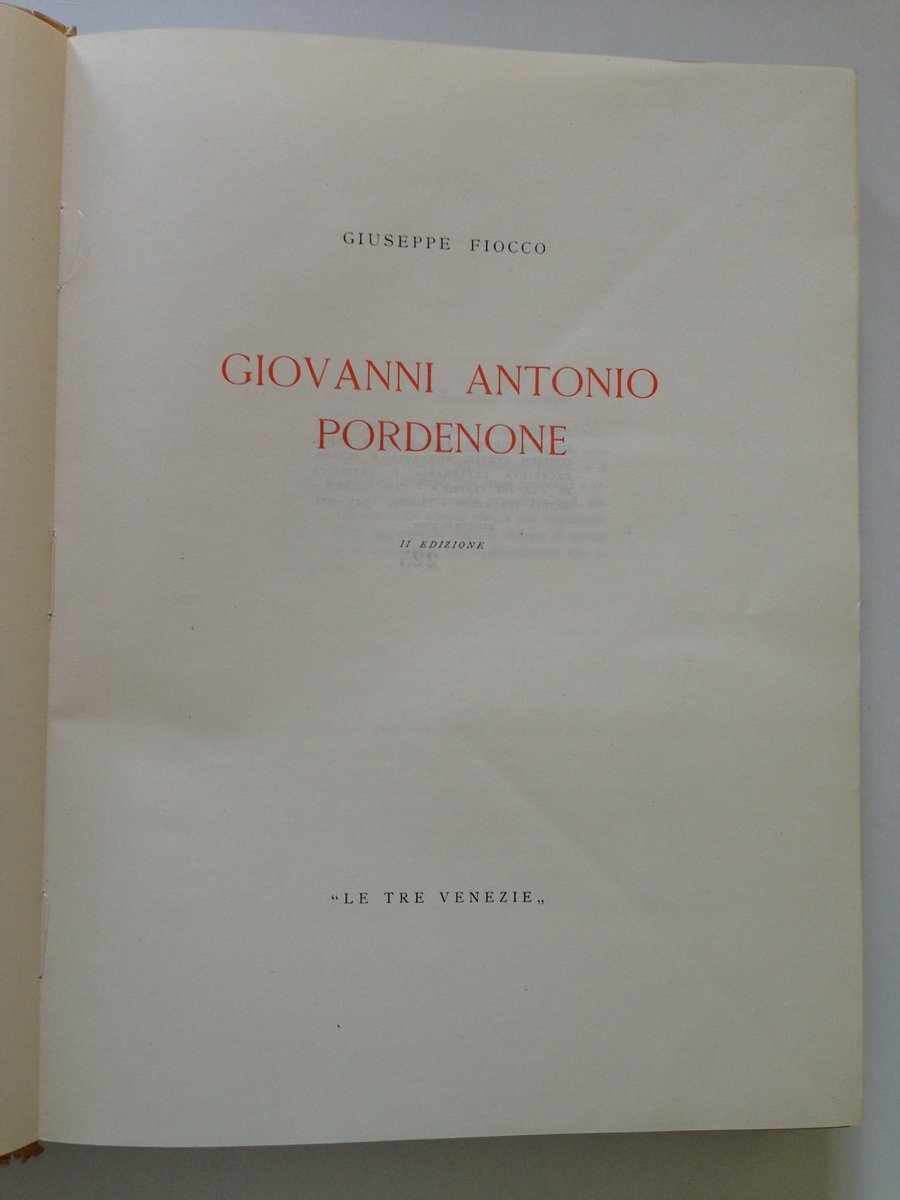 GIUSEPPE FIOCCO
GIOVANNI ANTONIO
PORDENONE
II EDIZIONE
“LE TRE VENEZIE„